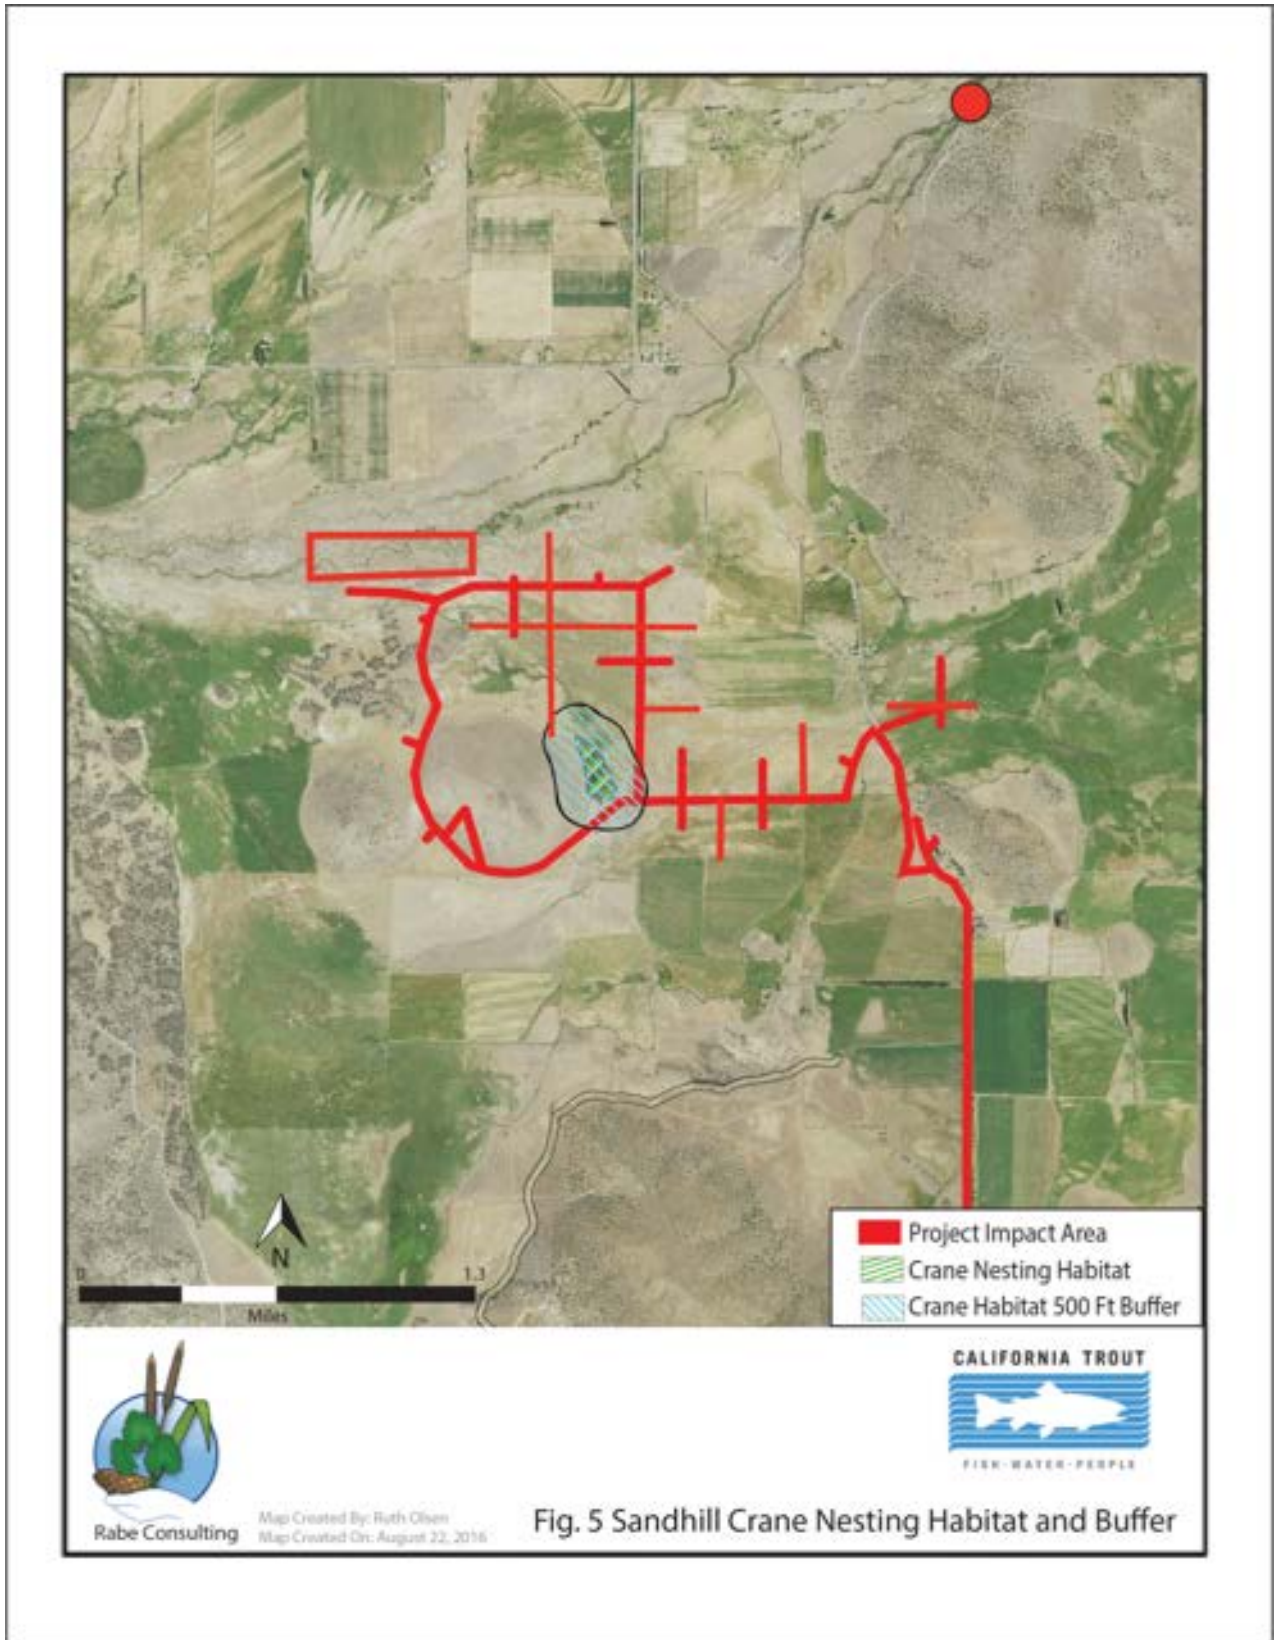 N
0 1.3
Miles
Project Impact Area
Crane Nesting Habitat
Crane Habitat 500 Ft Buffer
CALIFORNIA TROUT
FISH·WATER·PEOPLE
Rabe Consulting
Map Created By: Ruth Olsen
Map Created On: August 22, 2016
Fig. 5 Sandhill Crane Nesting Habitat and Buffer